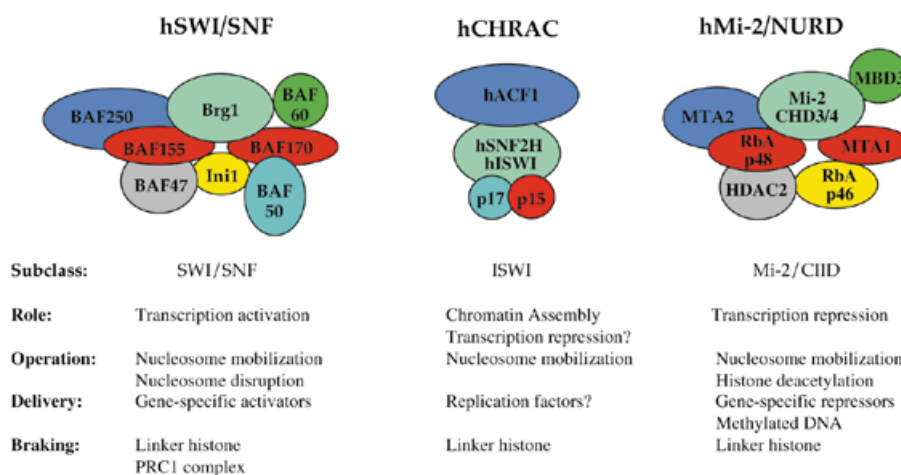 hSWI/SNF
hCHRAC
hMi-2/NURD
BAF250
Brg1
BAF
60
BAF155
BAF170
BAF47
Ini1
BAF
50
hACF1
hSNF2H
hISWI
p17
p15
MBD3
MTA2
Mi-2
CHD3/4
RbA
p48
MTA1
HDAC2
RbA
p46
Subclass: SWI/SNF ISWI Mi-2/CHD
Role: Transcription activation Chromatin Assembly Transcription repression
Transcription repression?
Operation: Nucleosome mobilization Nucleosome mobilization Nucleosome mobilization
Nucleosome disruption Histone deacetylation
Delivery: Gene-specific activators Replication factors? Gene-specific repressors
Methylated DNA
Braking: Linker histone Linker histone Linker histone
PRC1 complex